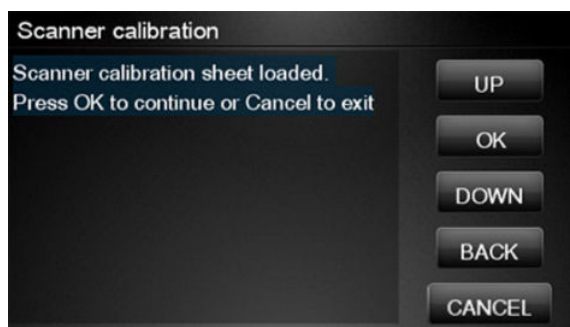 Scanner calibration
Scanner calibration sheet loaded.
Press OK to continue or Cancel to exit
UP
OK
DOWN
BACK
CANCEL